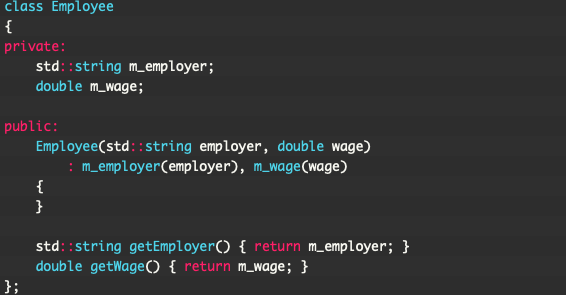 class Employee
{
private:
    std::string m_employer;
    double m_wage;

public:
    Employee(std::string employer, double wage)
        : m_employer(employer), m_wage(wage)
    {
    }

    std::string getEmployer() { return m_employer; }
    double getWage() { return m_wage; }
};